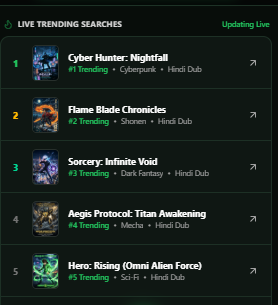 LIVE TRENDING SEARCHES Updating Live
1 Cyber Hunter: Nightfall
#1 Trending • Cyberpunk • Hindi Dub
2 Flame Blade Chronicles
#2 Trending • Shonen • Hindi Dub
3 Sorcery: Infinite Void
#3 Trending • Dark Fantasy • Hindi Dub
4 Aegis Protocol: Titan Awakening
#4 Trending • Mecha • Hindi Dub
5 Hero: Rising (Omni Alien Force)
#5 Trending • Sci-Fi • Hindi Dub